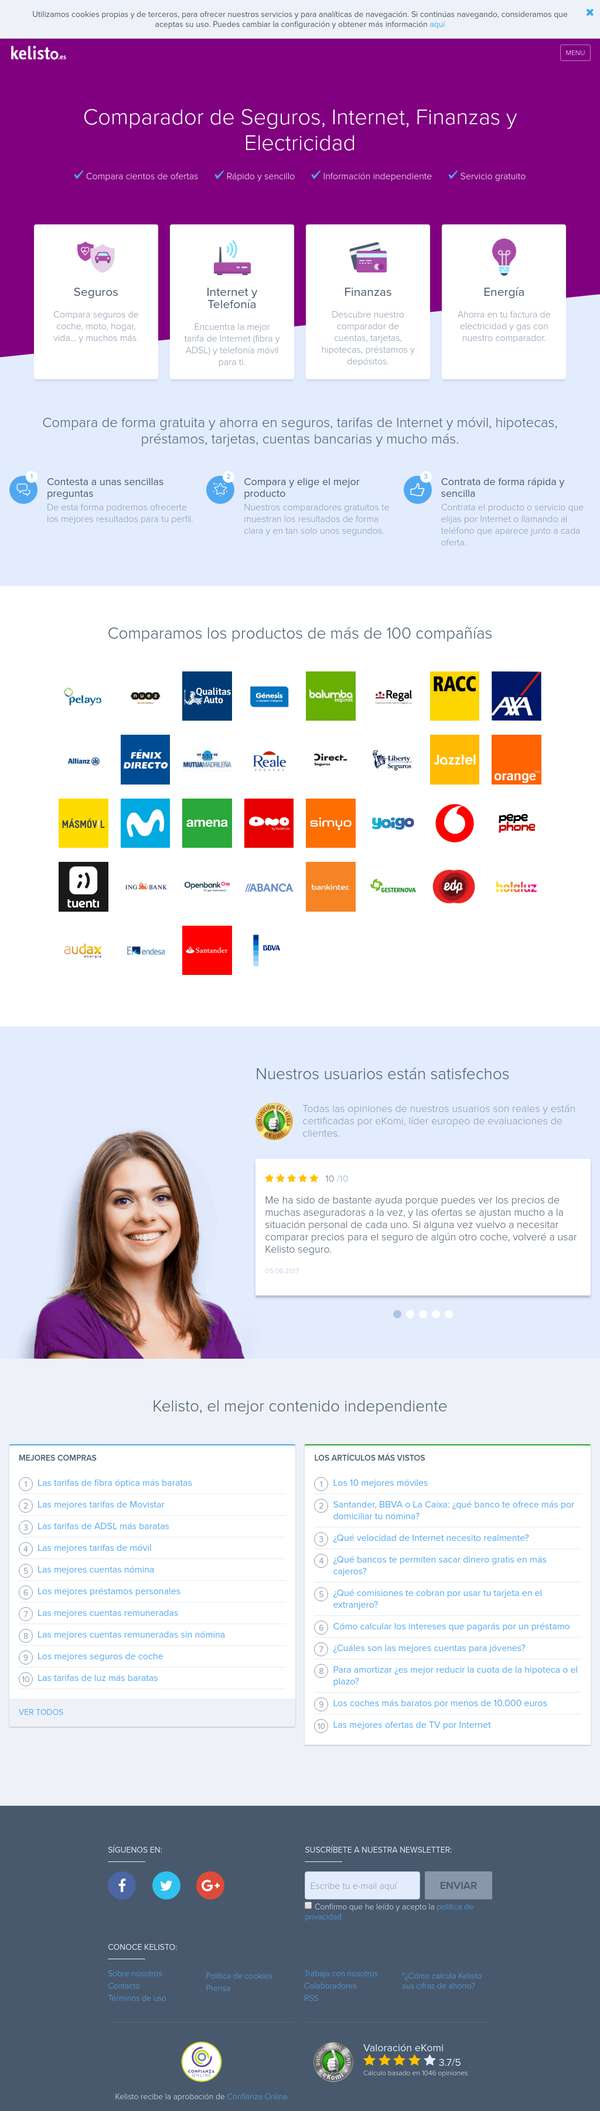 Utilizamos cookies propias y de terceros, para ofrecer nuestros servicios y para analíticas de navegación. Si continúas navegando, consideramos que
aceptas su uso. Puedes cambiar la configuración y obtener más información aquí
kelisto.es
MENU
Comparador de Seguros, Internet, Finanzas y
Electricidad
Compara cientos de ofertas
Rápido y sencillo
Información independiente
Servicio gratuito
Seguros
Compara seguros de
coche, moto, hogar,
vida... y muchos más
Internet y
Telefonía
Encuentra la mejor
tarifa de Internet (fibra y
ADSL) y telefonía móvil
para ti.
Finanzas
Descubre nuestro
comparador de
cuentas, tarjetas,
hipotecas, préstamos y
depósitos.
Energía
Ahorra en tu factura de
electricidad y gas con
nuestro comparador.
Compara de forma gratuita y ahorra en seguros, tarifas de Internet y móvil, hipotecas,
préstamos, tarjetas, cuentas bancarias y mucho más.
1
Contesta a unas sencillas
preguntas
De esta forma podremos ofrecerte
los mejores resultados para tu perfil.
2
Compara y elige el mejor
producto
Nuestros comparadores gratuitos te
muestran los resultados de forma
clara y en tan solo unos segundos.
3
Contrata de forma rápida y
sencilla
Contrata el producto o servicio que
elijas por Internet o llamando al
teléfono que aparece junto a cada
oferta.
Comparamos los productos de más de 100 compañías
pelayo
nuez
Qualitas
Auto
Génesis
balumba
Regal
RACC
AXA
Allianz
FÉNIX
DIRECTO
MUTUAMADRILEÑA
Reale
SEGUROS
Direct
Seguros
Liberty
Seguros
Jazztel
orange
MÁSMÓVIL
amena
ONO
simyo
yoigo
pepe
phone
tuenti
ING BANK
Openbank
ABANCA
bankinter
GESTERNOVA
edp
holaluz
audax
energía
endesa
Santander
BBVA
Nuestros usuarios están satisfechos
eKomi
Todas las opiniones de nuestros usuarios son reales y están
certificadas por eKomi, líder europeo de evaluaciones de
clientes.
10 /10
Me ha sido de bastante ayuda porque puedes ver los precios de
muchas aseguradoras a la vez, y las ofertas se ajustan mucho a la
situación personal de cada uno. Si alguna vez vuelvo a necesitar
comparar precios para el seguro de algún otro coche, volveré a usar
Kelisto seguro.
Kelisto, el mejor contenido independiente
MEJORES COMPRAS
1 Las tarifas de fibra óptica más baratas
2 Las mejores tarifas de Movistar
3 Las tarifas de ADSL más baratas
4 Las mejores tarifas de móvil
5 Las mejores cuentas nómina
6 Los mejores préstamos personales
7 Las mejores cuentas remuneradas
8 Las mejores cuentas remuneradas sin nómina
9 Los mejores seguros de coche
10 Las tarifas de luz más baratas
VER TODOS
LOS ARTÍCULOS MÁS VISTOS
1 Los 10 mejores móviles
2 Santander, BBVA o La Caixa: ¿qué banco te ofrece más por
domiciliar tu nómina?
3 ¿Qué velocidad de Internet necesito realmente?
4 ¿Qué bancos te permiten sacar dinero gratis en más
cajeros?
5 ¿Qué comisiones te cobran por usar tu tarjeta en el
extranjero?
6 Cómo calcular los intereses que pagarás por un préstamo
7 ¿Cuáles son las mejores cuentas para jóvenes?
8 Para amortizar ¿es mejor reducir la cuota de la hipoteca o el
plazo?
9 Los coches más baratos por menos de 10.000 euros
10 Las mejores ofertas de TV por Internet
SÍGUENOS EN:
SUSCRÍBETE A NUESTRA NEWSLETTER:
Escribe tu e-mail aquí
ENVIAR
Confirmo que he leído y acepto la política de
privacidad
CONOCE KELISTO:
Sobre nosotros
Contacto
Términos de uso
Política de cookies
Prensa
Trabaja con nosotros
Colaboradores
RSS
*¿Cómo calcula Kelisto
sus cifras de ahorro?
CONFIANZA
ONLINE
Kelisto recibe la aprobación de Confianza Online
eKomi
Valoración eKomi
3.7/5
Cálculo basado en 1046 opiniones